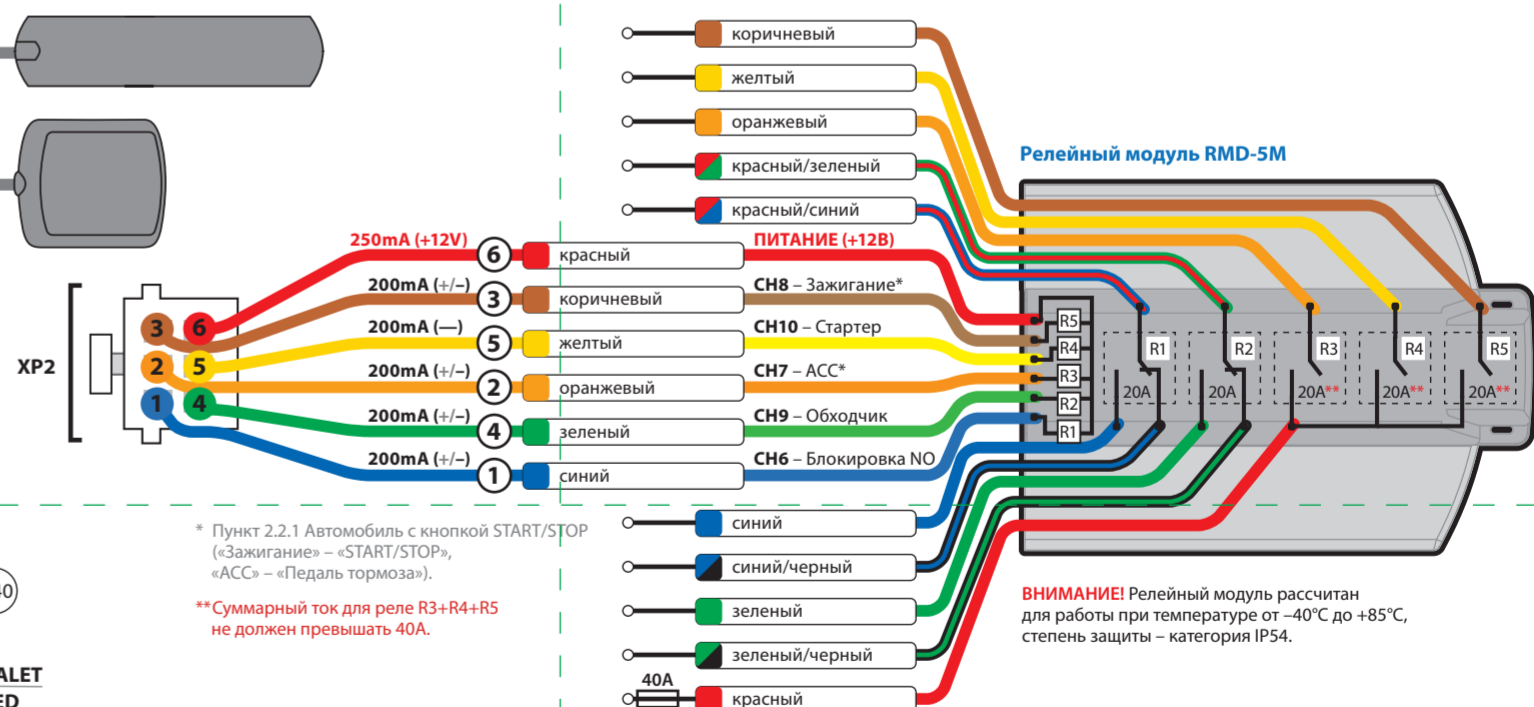 коричневый
желтый
оранжевый
красный/зеленый
красный/синий
Релейный модуль RMD-5M
250mA (+12V)
6
красный
ПИТАНИЕ (+12В)
200mA (+/–)
3
коричневый
CH8 – Зажигание*
200mA (—)
5
желтый
CH10 – Стартер
200mA (+/–)
2
оранжевый
CH7 – ACC*
200mA (+/–)
4
зеленый
CH9 – Обходчик
200mA (+/–)
1
синий
CH6 – Блокировка NO
XP2
3 6
2 5
1 4
R5
R4
R3
R2
R1
R1 R2 R3 R4 R5
20A 20A 20A** 20A** 20A**
* Пункт 2.2.1 Автомобиль с кнопкой START/STOP
(«Зажигание» – «START/STOP»,
«ACC» – «Педаль тормоза»).
**Суммарный ток для реле R3+R4+R5
не должен превышать 40А.
синий
синий/черный
зеленый
зеленый/черный
40A
красный
ВНИМАНИЕ! Релейный модуль рассчитан
для работы при температуре от –40°C до +85°C,
степень защиты – категория IP54.